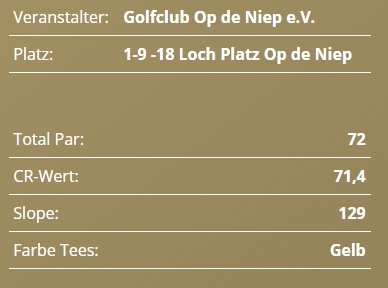 Veranstalter: Golfclub Op de Niep e.V.
Platz: 1-9 -18 Loch Platz Op de Niep
Total Par: 72
CR-Wert: 71,4
Slope: 129
Farbe Tees: Gelb